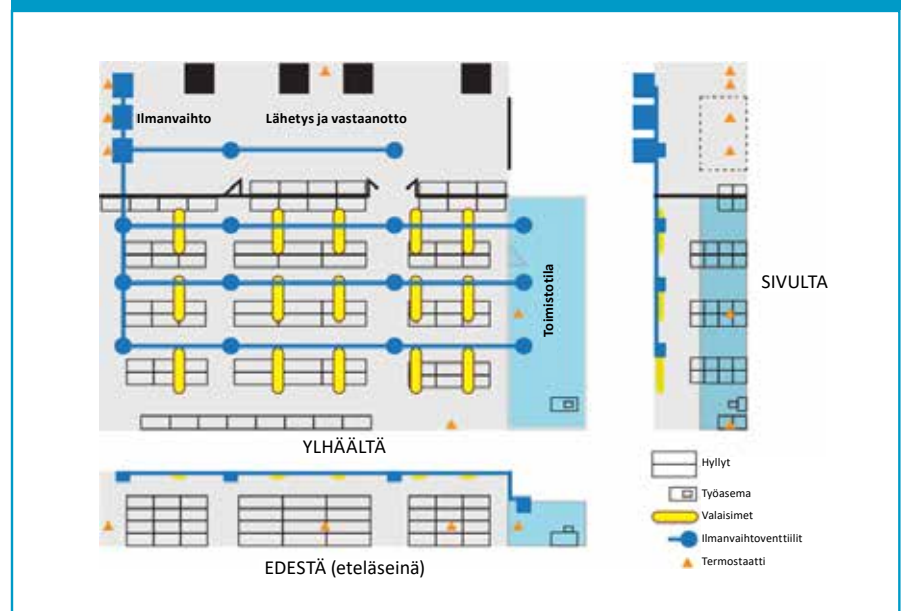 Ilmanvaihto
Lähetys ja vastaanotto
Toimistotila
SIVULTA
YLHÄÄLTÄ
Hyllyt
Työasema
Valaisimet
Ilmanvaihtoventtiilit
Termostaatti
EDESTÄ (eteläseinä)